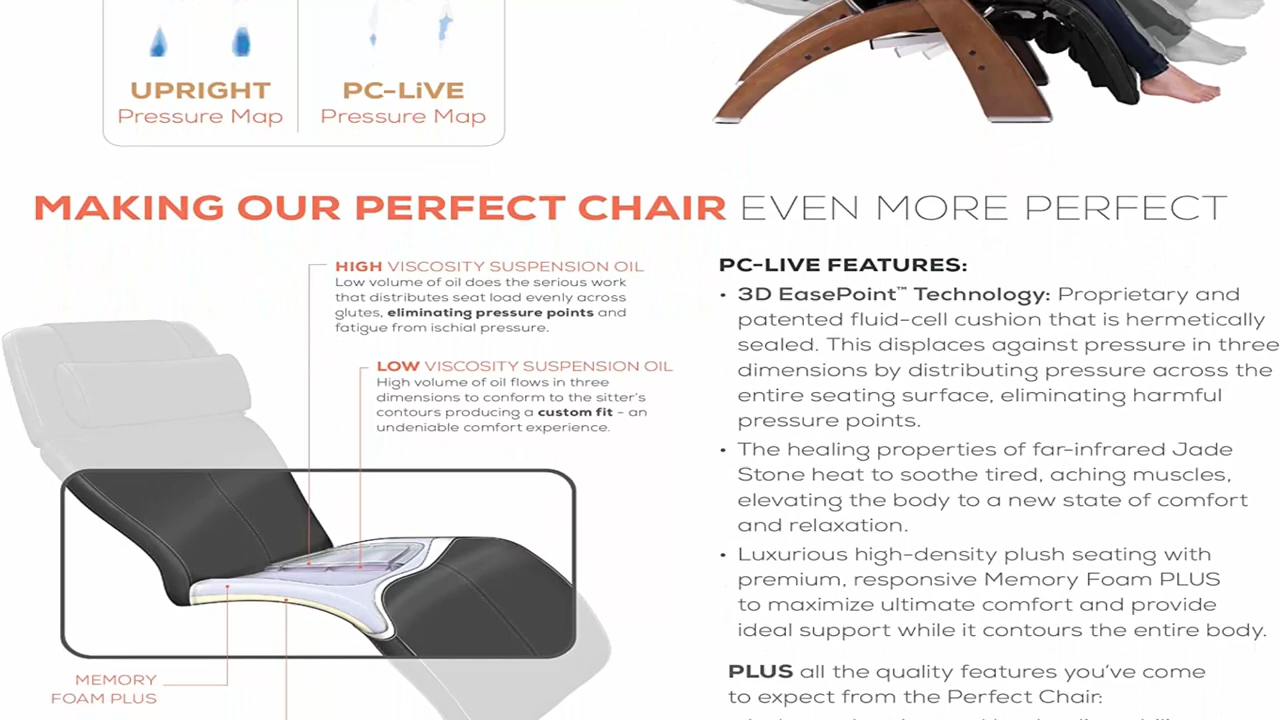 UPRIGHT
Pressure Map
PC-LiVE
Pressure Map
MAKING OUR PERFECT CHAIR EVEN MORE PERFECT
HIGH VISCOSITY SUSPENSION OIL
Low volume of oil does the serious work
that distributes seat load evenly across
glutes, eliminating pressure points and
fatigue from ischial pressure.
LOW VISCOSITY SUSPENSION OIL
High volume of oil flows in three
dimensions to conform to the sitter's
contours producing a custom fit - an
undeniable comfort experience.
MEMORY
FOAM PLUS
PC-LIVE FEATURES:
• 3D EasePoint™ Technology: Proprietary and
patented fluid-cell cushion that is hermetically
sealed. This displaces against pressure in three
dimensions by distributing pressure across the
entire seating surface, eliminating harmful
pressure points.
• The healing properties of far-infrared Jade
Stone heat to soothe tired, aching muscles,
elevating the body to a new state of comfort
and relaxation.
• Luxurious high-density plush seating with
premium, responsive Memory Foam PLUS
to maximize ultimate comfort and provide
ideal support while it contours the entire body.
PLUS all the quality features you've come
to expect from the Perfect Chair: